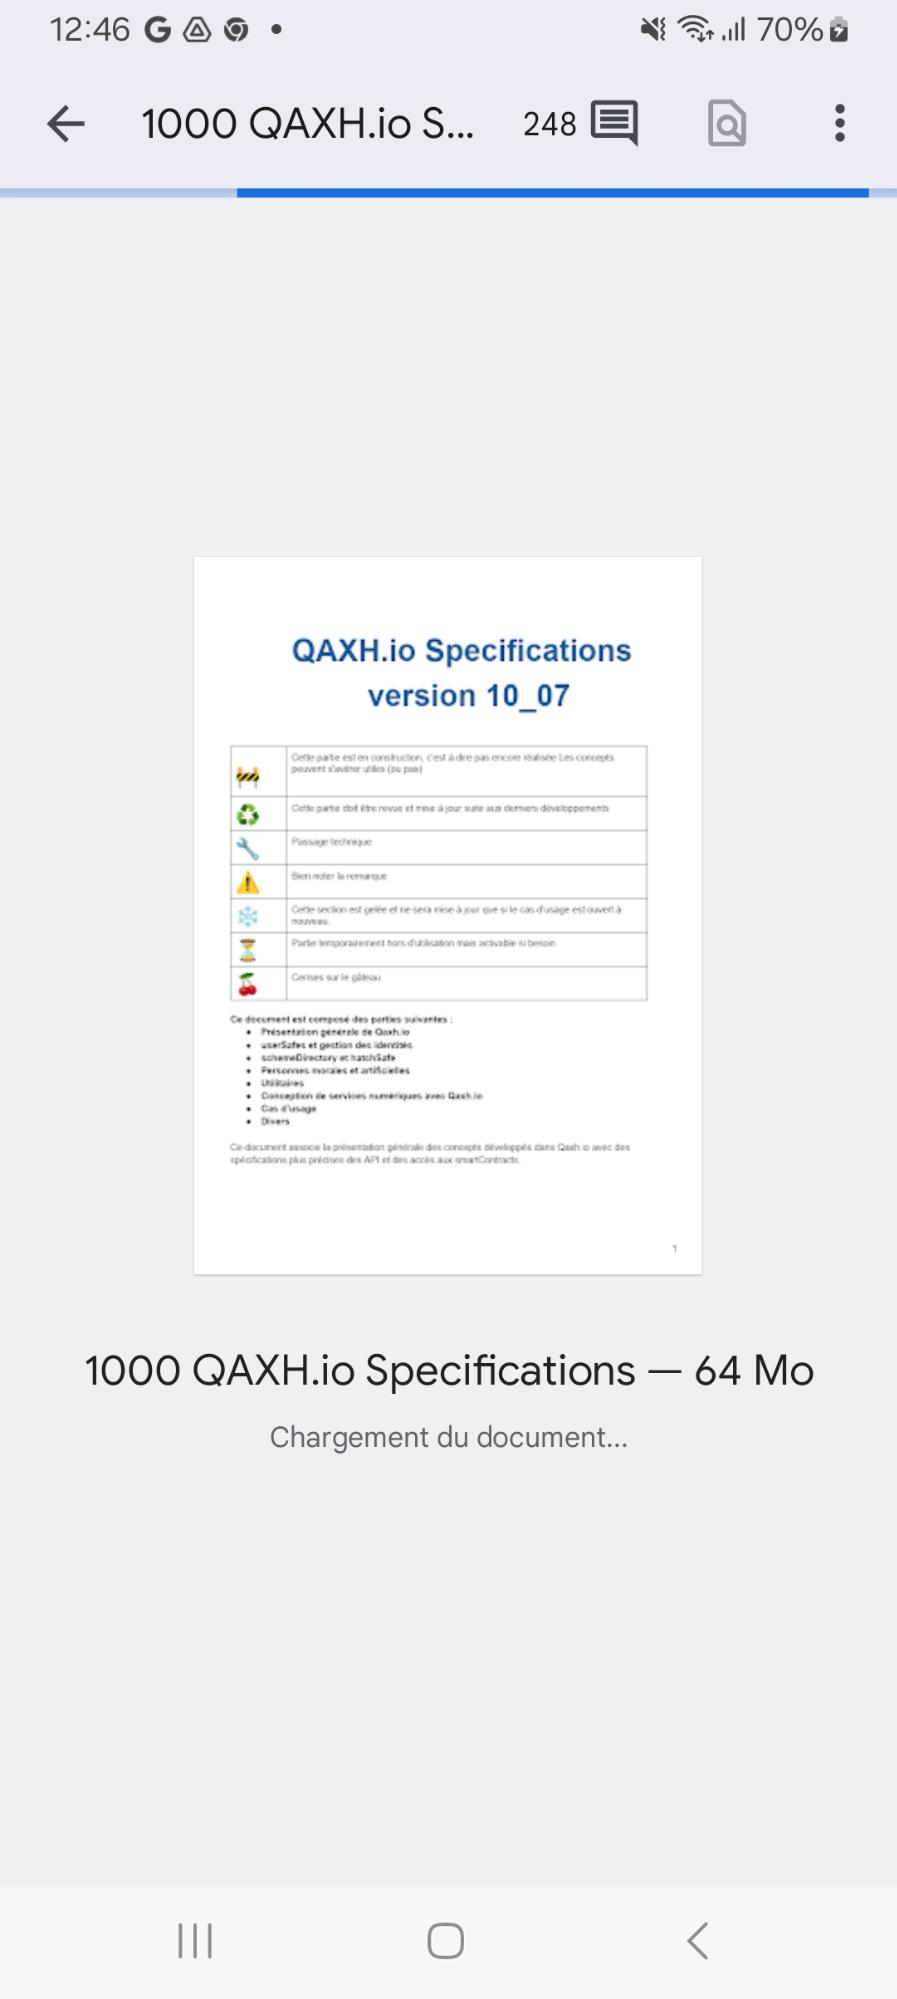 12:46
70%
1000 QAXH.io S...
248
QAXH.io Specifications
version 10_07
Cette partie est en construction, c'est à dire pas encore réalisée Les concepts
peuvent s'avérer utiles (ou pas)
Cette partie doit être revue et mise à jour suite aux derniers développements
Passage technique
Bien noter la remarque
Cette section est gelée et ne sera mise à jour que si le cas d'usage est ouvert à
nouveau.
Partie temporairement hors d'utilisation mais activable si besoin
Cerises sur le gâteau
Ce document est composé des parties suivantes :
• Présentation générale de Qaxh.io
• userSafes et gestion des identités
• schemeDirectory et hatchSafe
• Personnes morales et artificielles
• Utilitaires
• Conception de services numériques avec Qaxh.io
• Cas d'usage
• Divers
Ce document associe la présentation générale des concepts développés dans Qaxh.io avec des
spécifications plus précises des API et des accès aux smartContracts.
1
1000 QAXH.io Specifications — 64 Mo
Chargement du document...